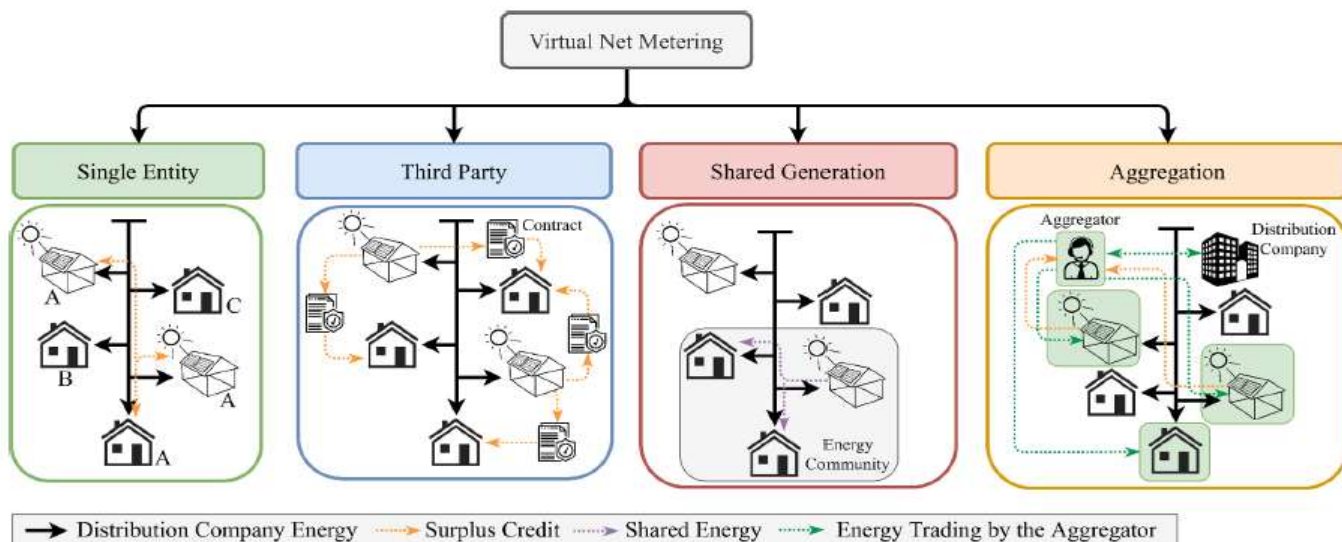 Virtual Net Metering
Single Entity
Third Party
Shared Generation
Aggregation
A
C
B
A
A
Contract
Energy
Community
Aggregator
Distribution
Company
Distribution Company Energy
Surplus Credit
Shared Energy
Energy Trading by the Aggregator